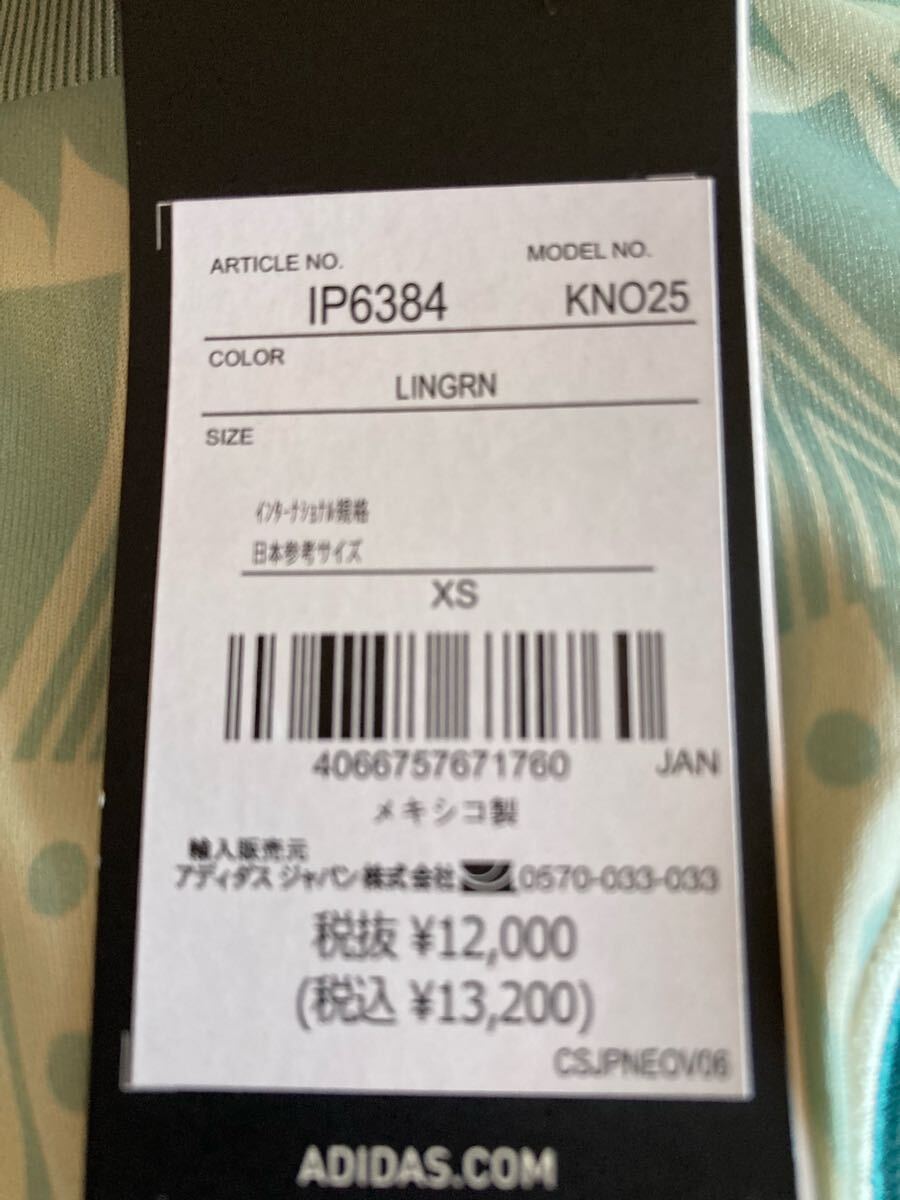 ARTICLE NO. MODEL NO.
IP6384 KNO25
COLOR
LINGRN
SIZE
ｲﾝﾀｰﾅｼｮﾅﾙ規格
日本参考サイズ
XS
4066757671760 JAN
メキシコ製
輸入販売元
アディダス ジャパン 株式会社 0570-033-033
税抜 ¥12,000
(税込 ¥13,200)
CSJPNEOV06
ADIDAS.COM